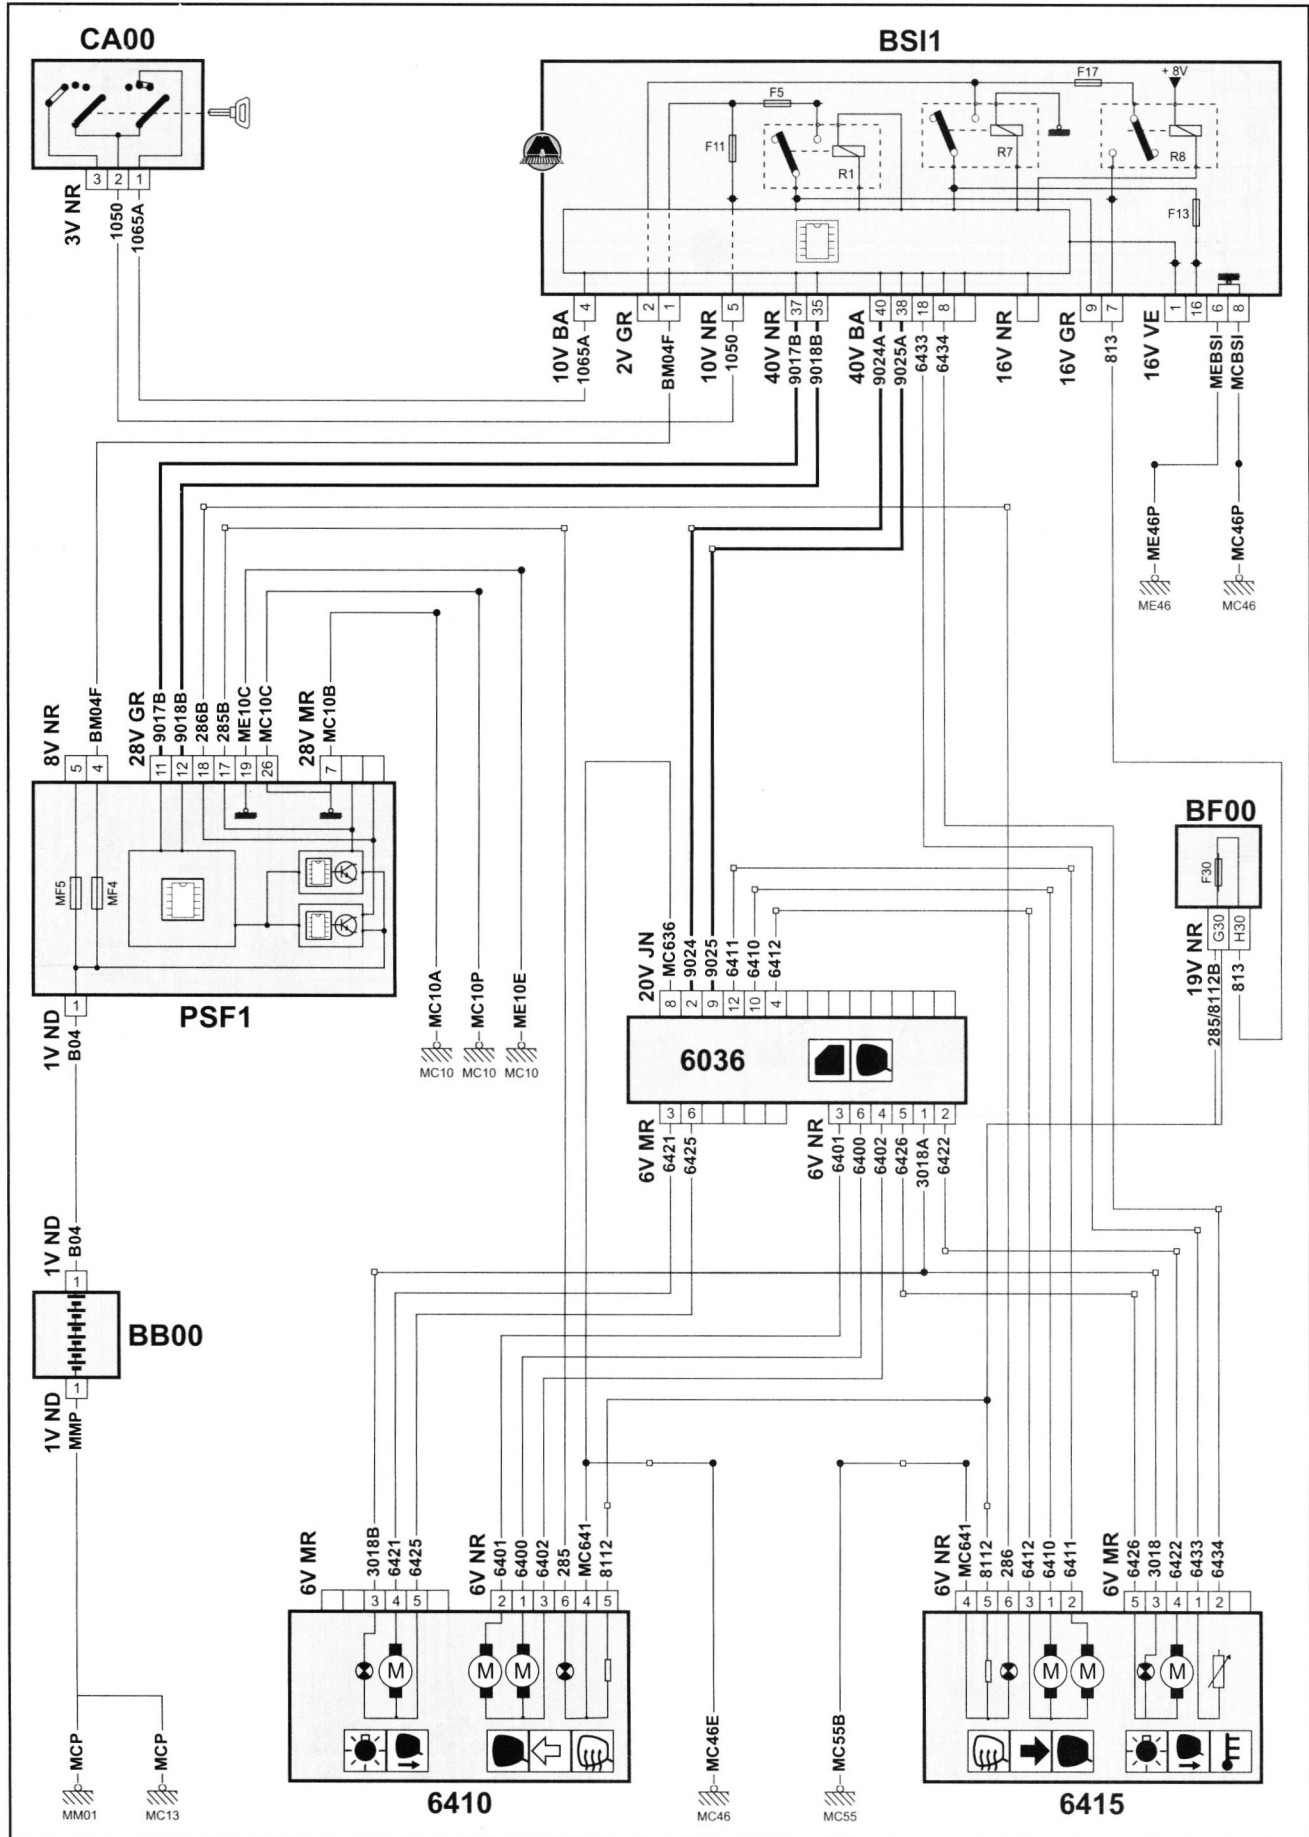 CA00
BSI1
F17
+ 8V
F5
F11
R1
R7
R8
F13
3 2 1
3V NR
1050
1065A
4 2 1 5 37 35 40 38 18 8 9 7 1 16 6 8
10V BA
1065A
2V GR
BM04F
10V NR
1050
40V NR
9017B
9018B
40V BA
9024A
9025A
6433
6434
16V NR
16V GR
813
16V VE
MEBSI
MCBSI
ME46P
MC46P
ME46
MC46
8V NR
BM04F
28V GR
9017B
9018B
286B
285B
ME10C
MC10C
28V MR
MC10B
5 4 11 12 18 17 19 26 7
MF5
MF4
1
PSF1
1V ND
B04
MC10A
MC10P
ME10E
MC10
MC10
MC10
BF00
F30
G30
H30
19V NR
285/8112B
813
20V JN
MC636
9024
9025
6411
6410
6412
8 2 9 12 10 4
6036
3 6 3 6 4 5 1 2
6V MR
6421
6425
6V NR
6401
6400
6402
6426
3018A
6422
1V ND
B04
1
BB00
1
1V ND
MMP
MCP
MCP
MM01
MC13
6V MR
3018B
6421
6425
6V NR
6401
6400
6402
285
MC641
8112
3 4 5 2 1 3 6 4 5
M
M
M
6410
MC46E
MC46
MC55B
MC55
6V NR
MC641
8112
286
6412
6410
6411
6V MR
6426
3018
6422
6433
6434
4 5 6 3 1 2 5 3 4 1 2
M
M
M
6415